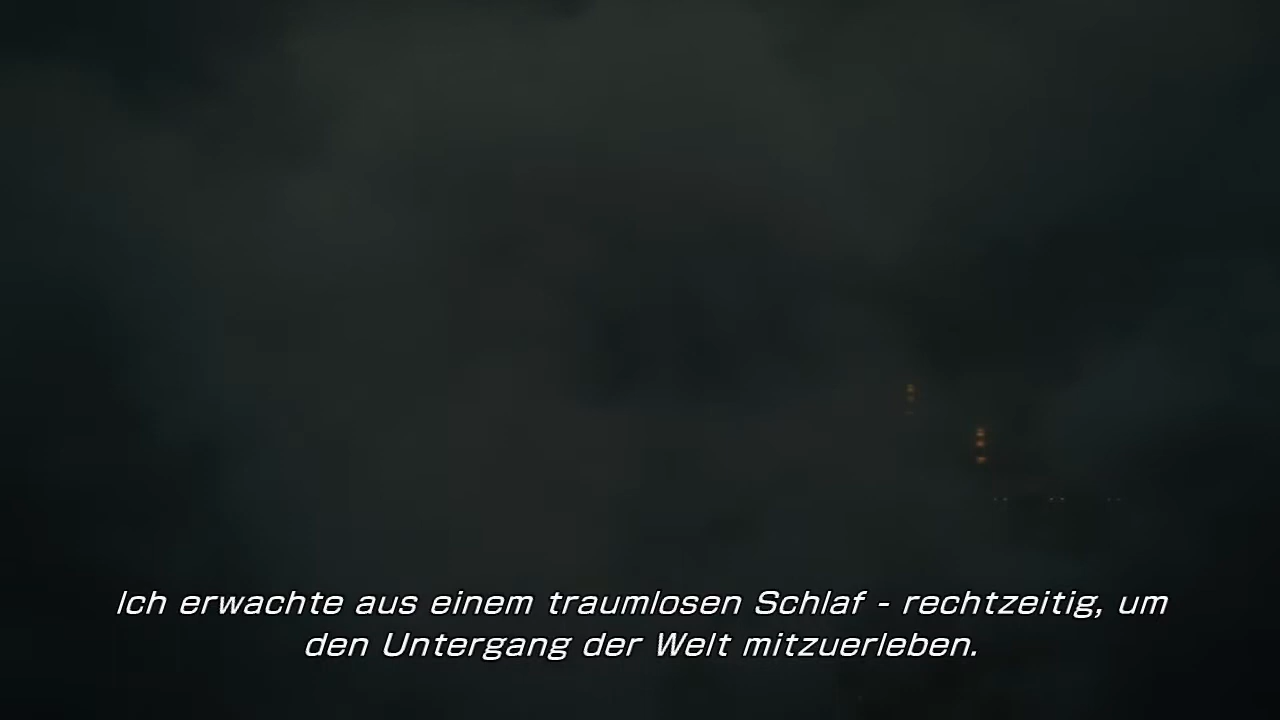 Ich erwachte aus einem traumlosen Schlaf - rechtzeitig, um
den Untergang der Welt mitzuerleben.